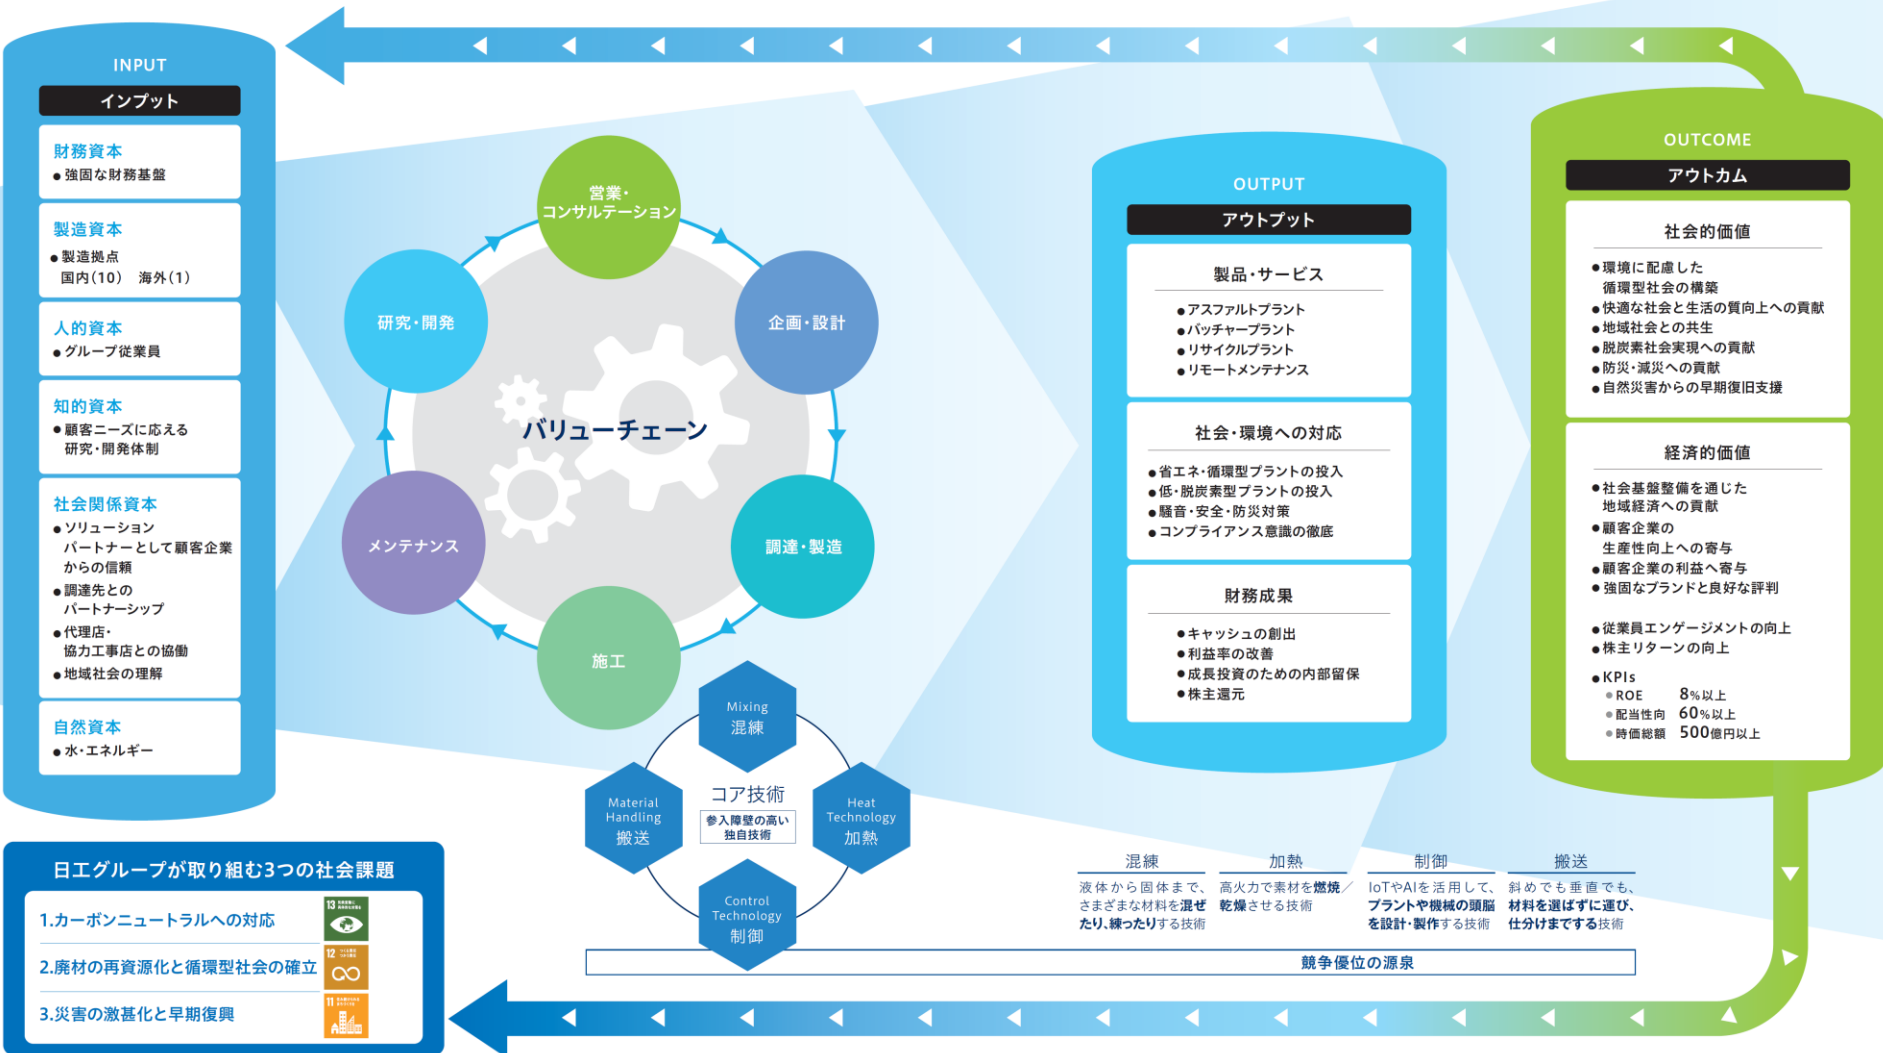 INPUT
インプット
財務資本
●強固な財務基盤
製造資本
●製造拠点
国内(10) 海外(1)
人的資本
●グループ従業員
知的資本
●顧客ニーズに応える
研究・開発体制
社会関係資本
●ソリューション
パートナーとして顧客企業
からの信頼
●調達先との
パートナーシップ
●代理店・
協力工事店との協働
●地域社会の理解
自然資本
●水・エネルギー
営業・
コンサルテーション
企画・設計
調達・製造
施工
メンテナンス
研究・開発
バリューチェーン
Mixing
混練
Heat
Technology
加熱
Control
Technology
制御
Material
Handling
搬送
コア技術
参入障壁の高い
独自技術
OUTPUT
アウトプット
製品・サービス
●アスファルトプラント
●バッチャープラント
●リサイクルプラント
●リモートメンテナンス
社会・環境への対応
●省エネ・循環型プラントの投入
●低・脱炭素型プラントの投入
●騒音・安全・防災対策
●コンプライアンス意識の徹底
財務成果
●キャッシュの創出
●利益率の改善
●成長投資のための内部留保
●株主還元
OUTCOME
アウトカム
社会的価値
●環境に配慮した
循環型社会の構築
●快適な社会と生活の質向上への貢献
●地域社会との共生
●脱炭素社会実現への貢献
●防災・減災への貢献
●自然災害からの早期復旧支援
経済的価値
●社会基盤整備を通じた
地域経済への貢献
●顧客企業の
生産性向上への寄与
●顧客企業の利益へ寄与
●強固なブランドと良好な評判
●従業員エンゲージメントの向上
●株主リターンの向上
●KPIs
●ROE 8%以上
●配当性向 60%以上
●時価総額 500億円以上
混練
液体から固体まで、
さまざまな材料を混ぜ
たり、練ったりする技術
加熱
高火力で素材を燃焼／
乾燥させる技術
制御
IoTやAIを活用して、
プラントや機械の頭脳
を設計・製作する技術
搬送
斜めでも垂直でも、
材料を選ばずに運び、
仕分けまでする技術
競争優位の源泉
日工グループが取り組む3つの社会課題
1.カーボンニュートラルへの対応
13
2.廃材の再資源化と循環型社会の確立
12
3.災害の激甚化と早期復興
11